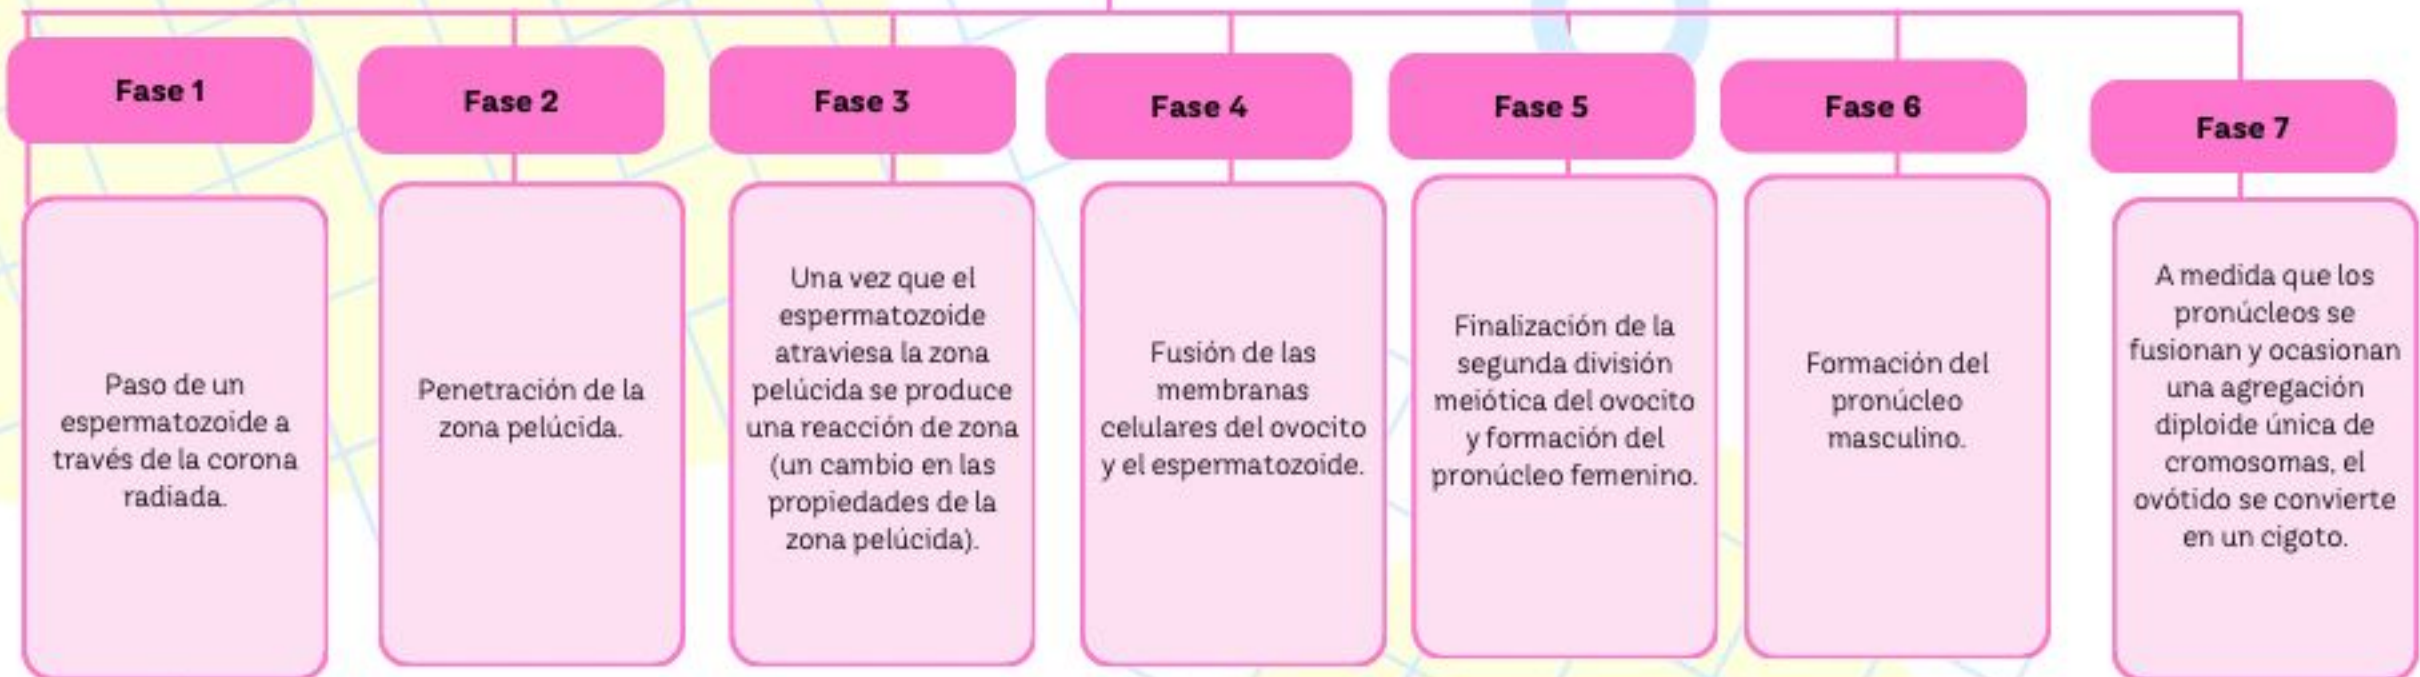 Fase 1
Paso de un
espermatozoide a
través de la corona
radiada.
Fase 2
Penetración de la
zona pelúcida.
Fase 3
Una vez que el
espermatozoide
atraviesa la zona
pelúcida se produce
una reacción de zona
(un cambio en las
propiedades de la
zona pelúcida).
Fase 4
Fusión de las
membranas
celulares del ovocito
y el espermatozoide.
Fase 5
Finalización de la
segunda división
meiótica del ovocito
y formación del
pronúcleo femenino.
Fase 6
Formación del
pronúcleo
masculino.
Fase 7
A medida que los
pronúcleos se
fusionan y ocasionan
una agregación
diploide única de
cromosomas, el
ovótido se convierte
en un cigoto.